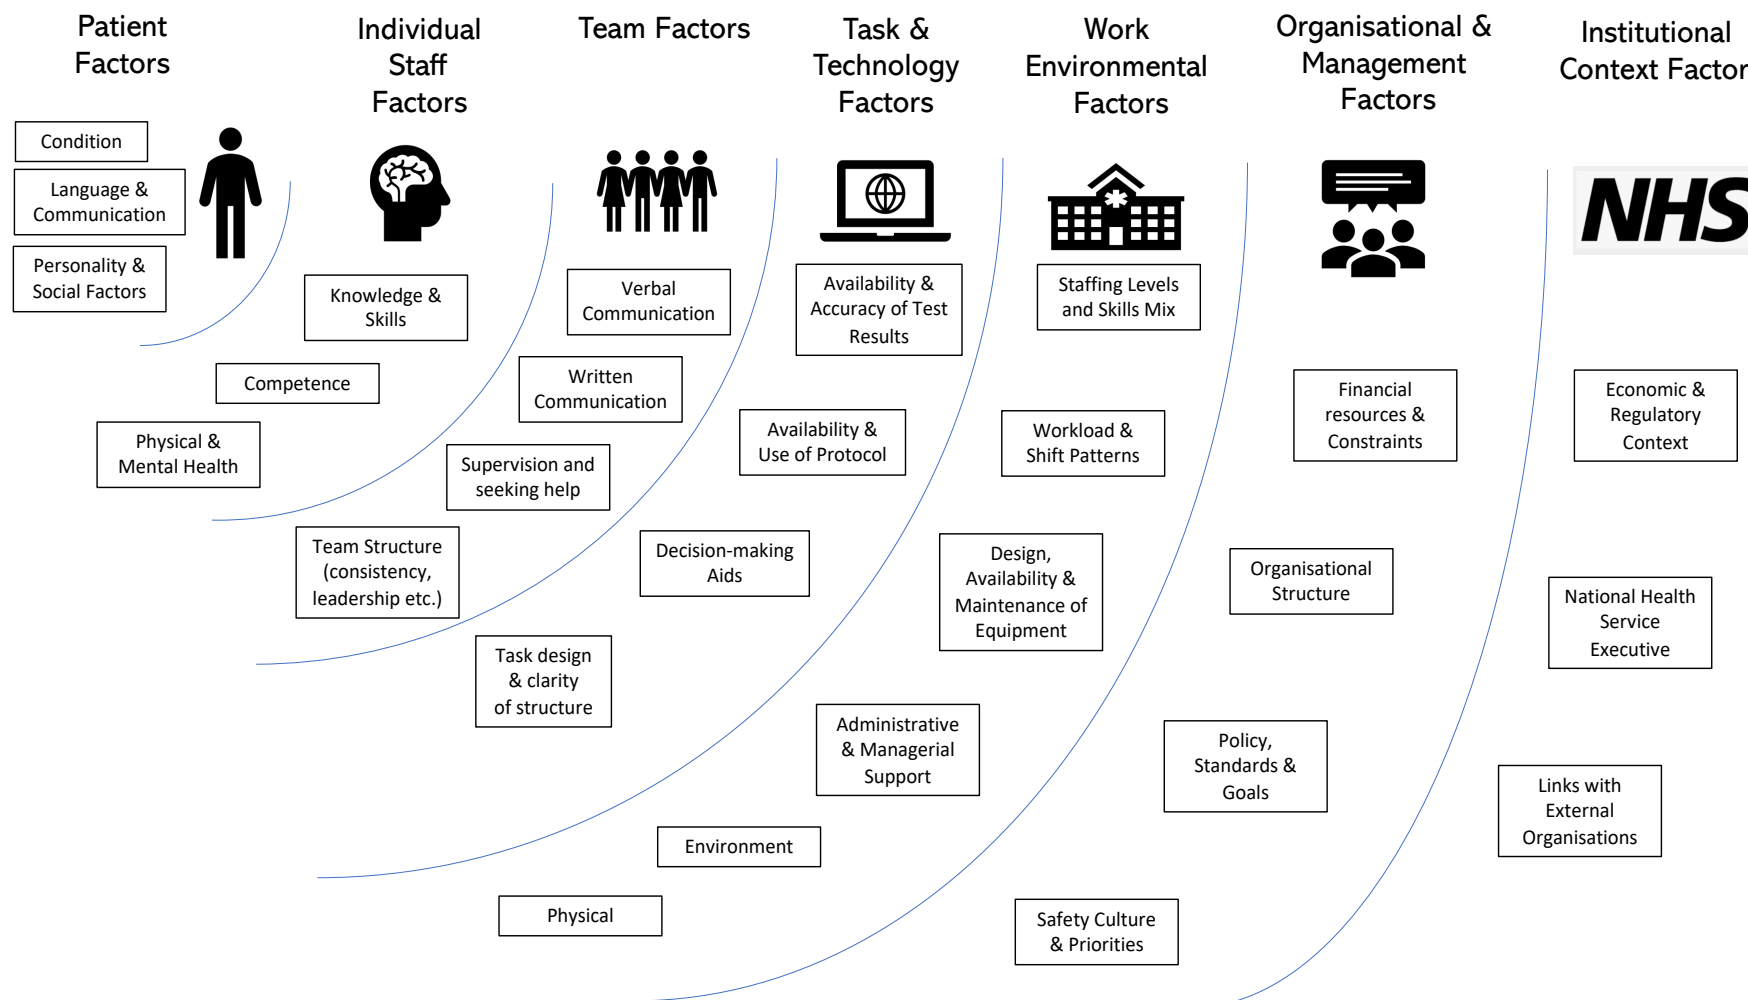 Patient
Factors
Individual
Staff
Factors
Team Factors
Task &
Technology
Factors
Work
Environmental
Factors
Organisational &
Management
Factors
Institutional
Context Factor
Condition
Language &
Communication
Personality &
Social Factors
Knowledge &
Skills
Competence
Physical &
Mental Health
Verbal
Communication
Written
Communication
Supervision and
seeking help
Team Structure
(consistency,
leadership etc.)
Availability &
Accuracy of Test
Results
Availability &
Use of Protocol
Decision-making
Aids
Task design
& clarity
of structure
Staffing Levels
and Skills Mix
Workload &
Shift Patterns
Design,
Availability &
Maintenance of
Equipment
Administrative
& Managerial
Support
Environment
Physical
Financial
resources &
Constraints
Organisational
Structure
Policy,
Standards &
Goals
Safety Culture
& Priorities
NHS
Economic &
Regulatory
Context
National Health
Service
Executive
Links with
External
Organisations